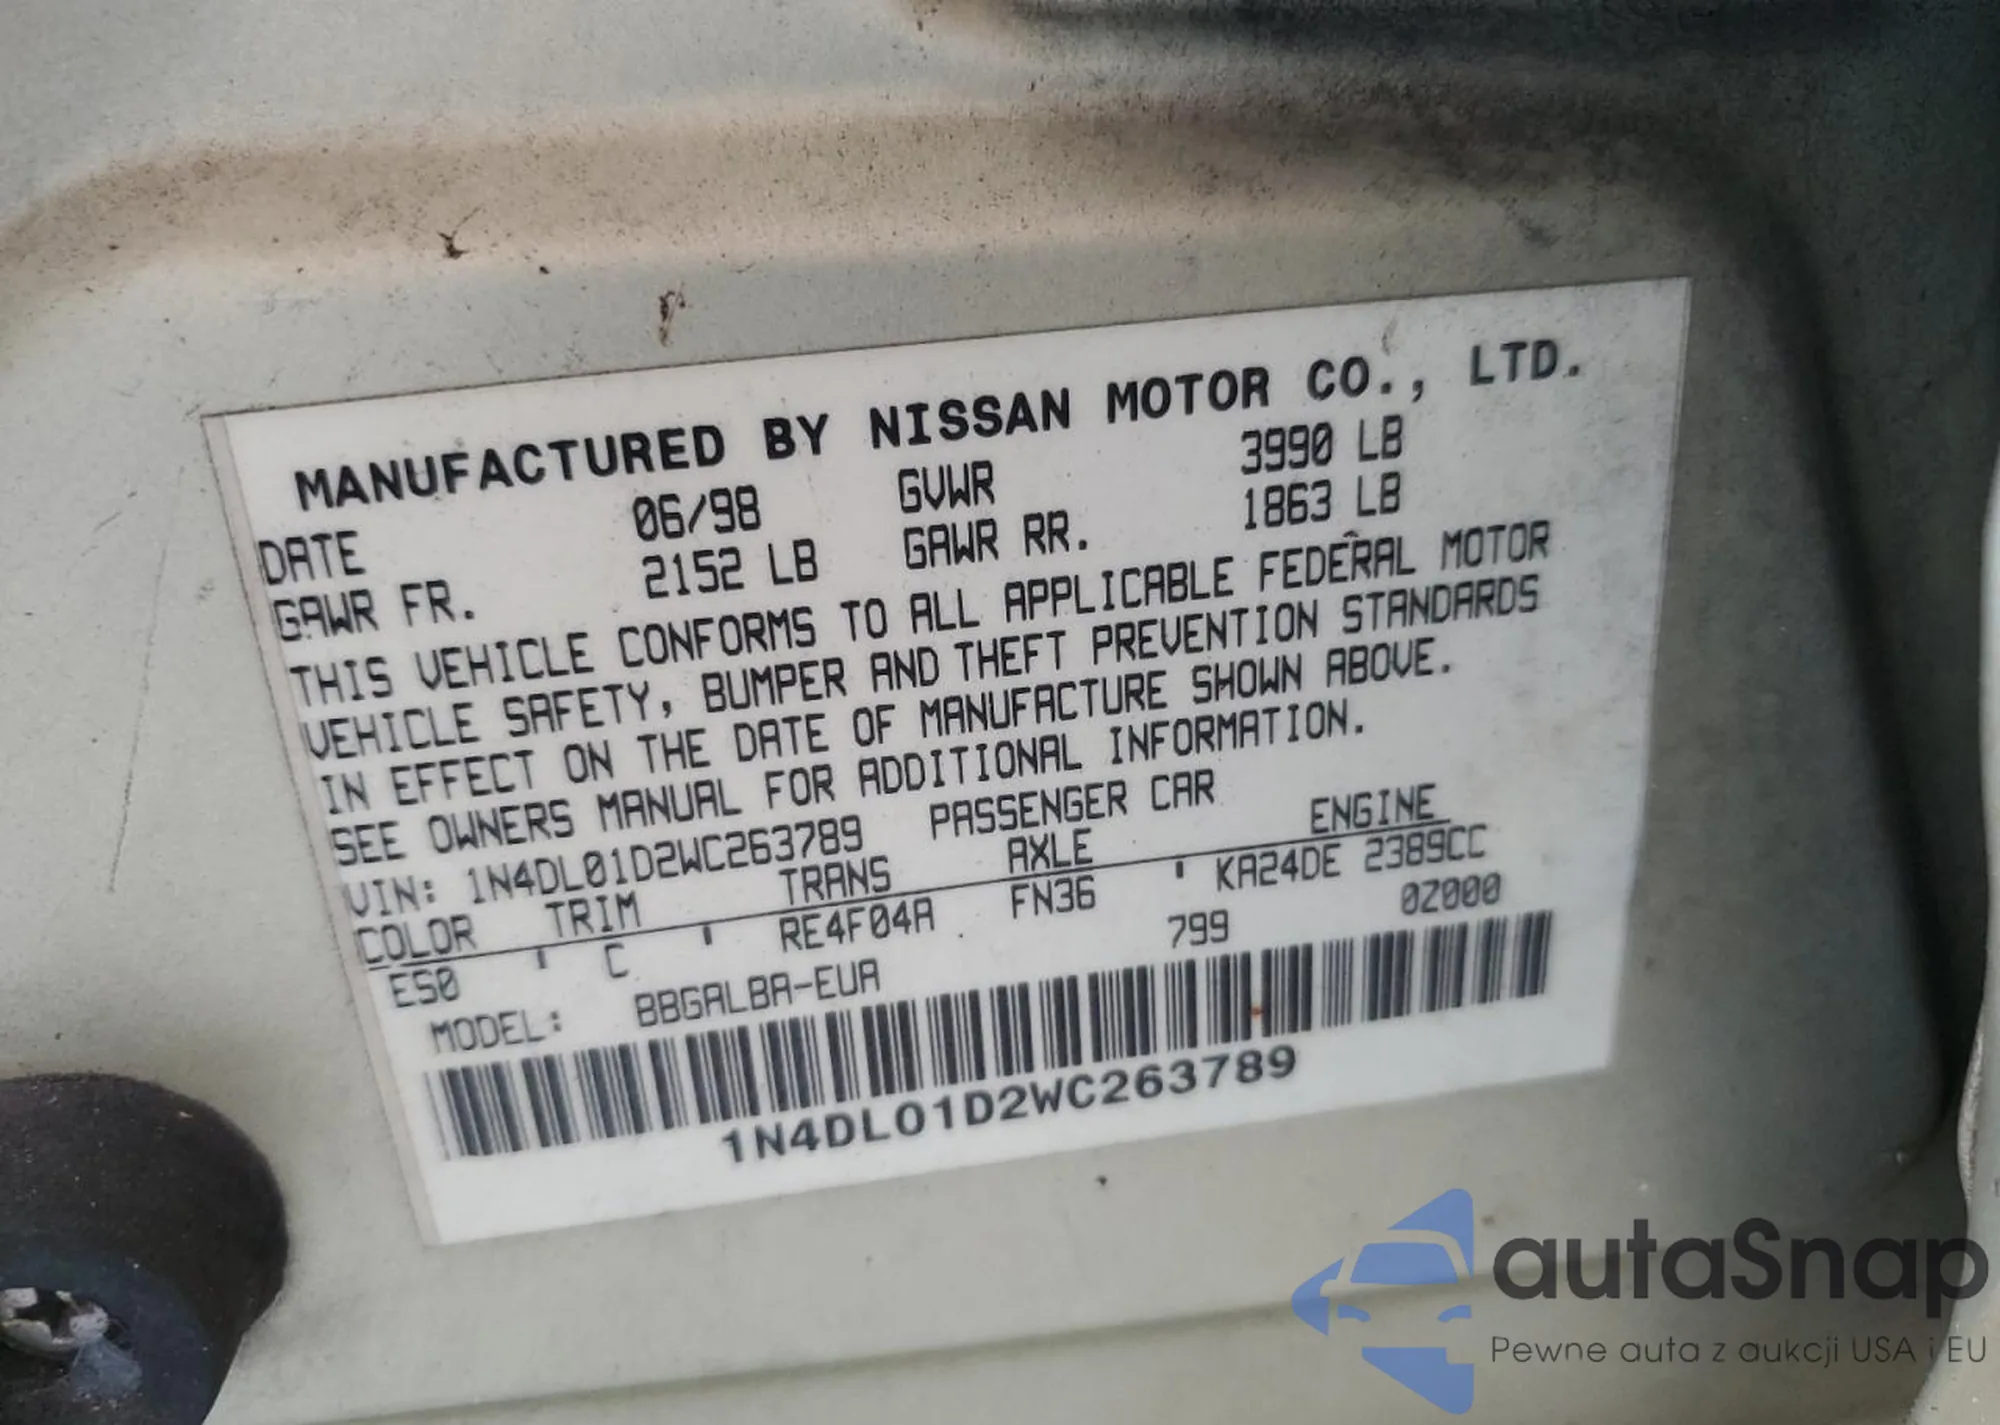 MANUFACTURED BY NISSAN MOTOR CO., LTD.
DATE 06/98 GVWR 3990 LB
GAWR FR. 2152 LB GAWR RR. 1863 LB
THIS VEHICLE CONFORMS TO ALL APPLICABLE FEDERAL MOTOR
VEHICLE SAFETY, BUMPER AND THEFT PREVENTION STANDARDS
IN EFFECT ON THE DATE OF MANUFACTURE SHOWN ABOVE.
SEE OWNERS MANUAL FOR ADDITIONAL INFORMATION.
VIN: 1N4DL01D2WC263789 PASSENGER CAR
COLOR TRIM TRANS AXLE ENGINE
ES0 C RE4F04A FN36 KA24DE 2389CC
MODEL: BBGALBA-EUA 799 0Z000
1N4DL01D2WC263789
autaSnap
Pewne auta z aukcji USA i EU